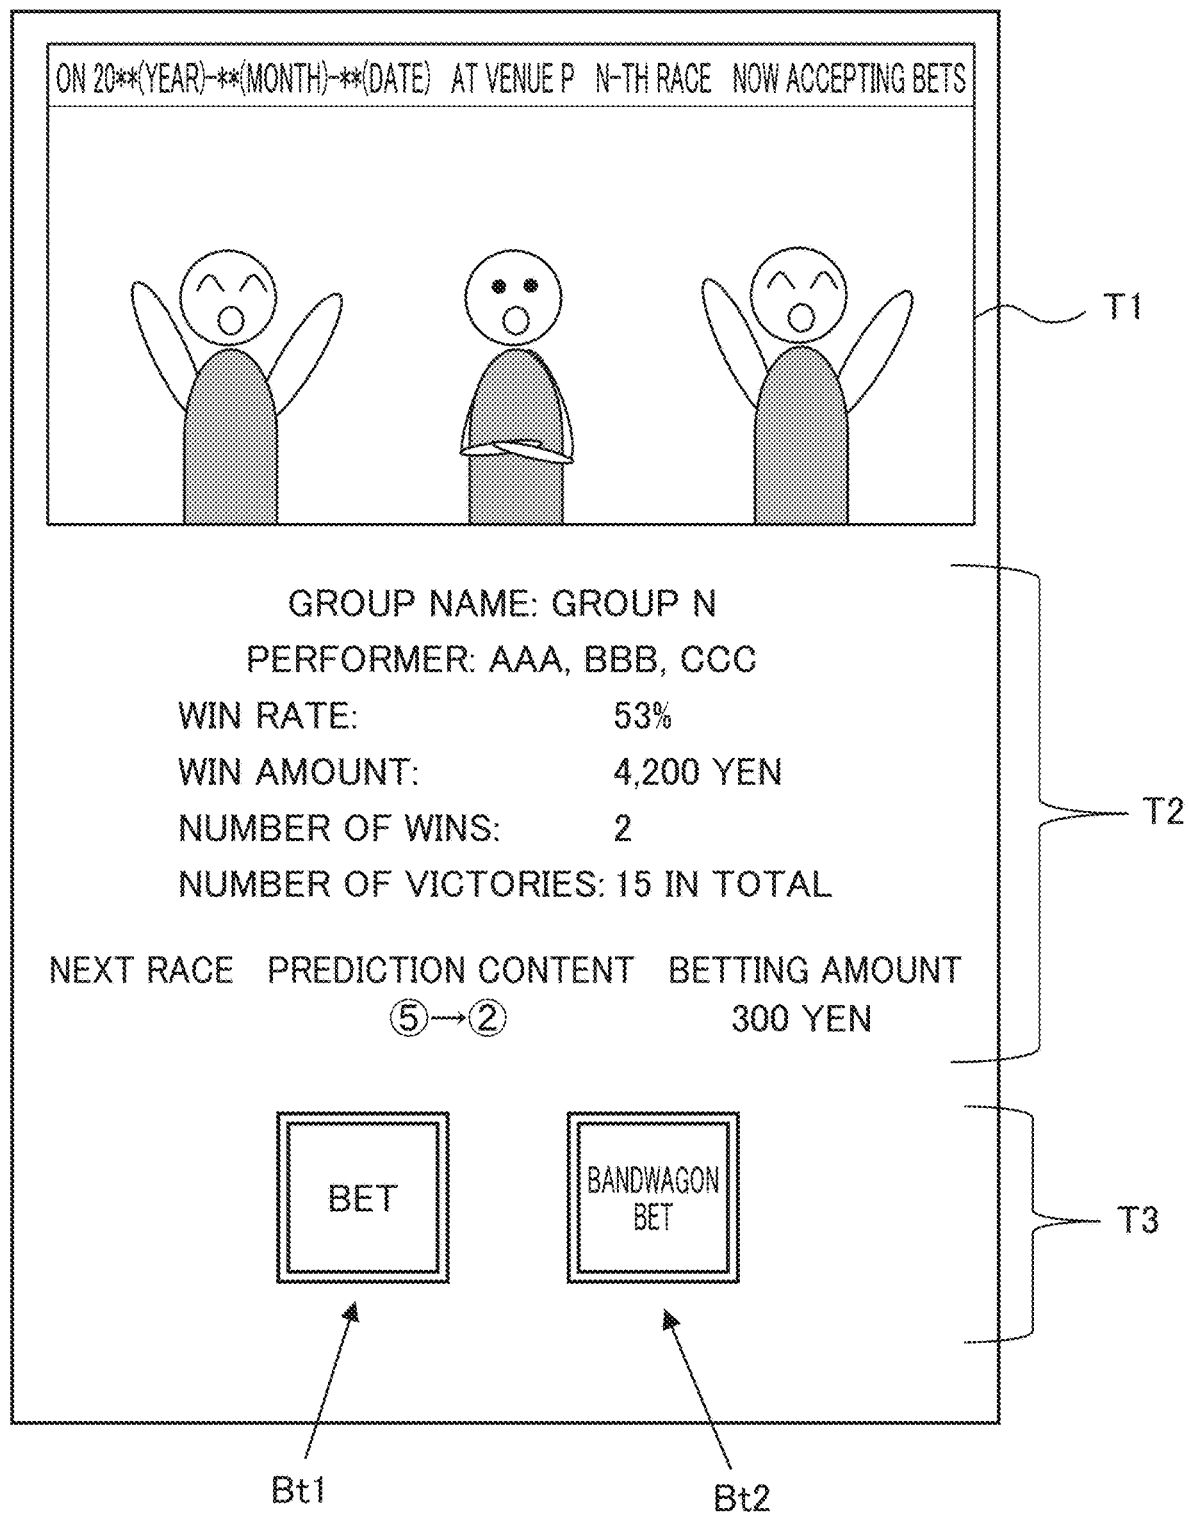 ON 20**(YEAR)-**(MONTH)-**(DATE) AT VENUE P N-TH RACE NOW ACCEPTING BETS
T1
GROUP NAME: GROUP N
PERFORMER: AAA, BBB, CCC
WIN RATE: 53%
WIN AMOUNT: 4,200 YEN
T2
NUMBER OF WINS: 2
NUMBER OF VICTORIES: 15 IN TOTAL
NEXT RACE PREDICTION CONTENT BETTING AMOUNT
⑤→② 300 YEN
BET
BANDWAGON
BET
T3
Bt1
Bt2